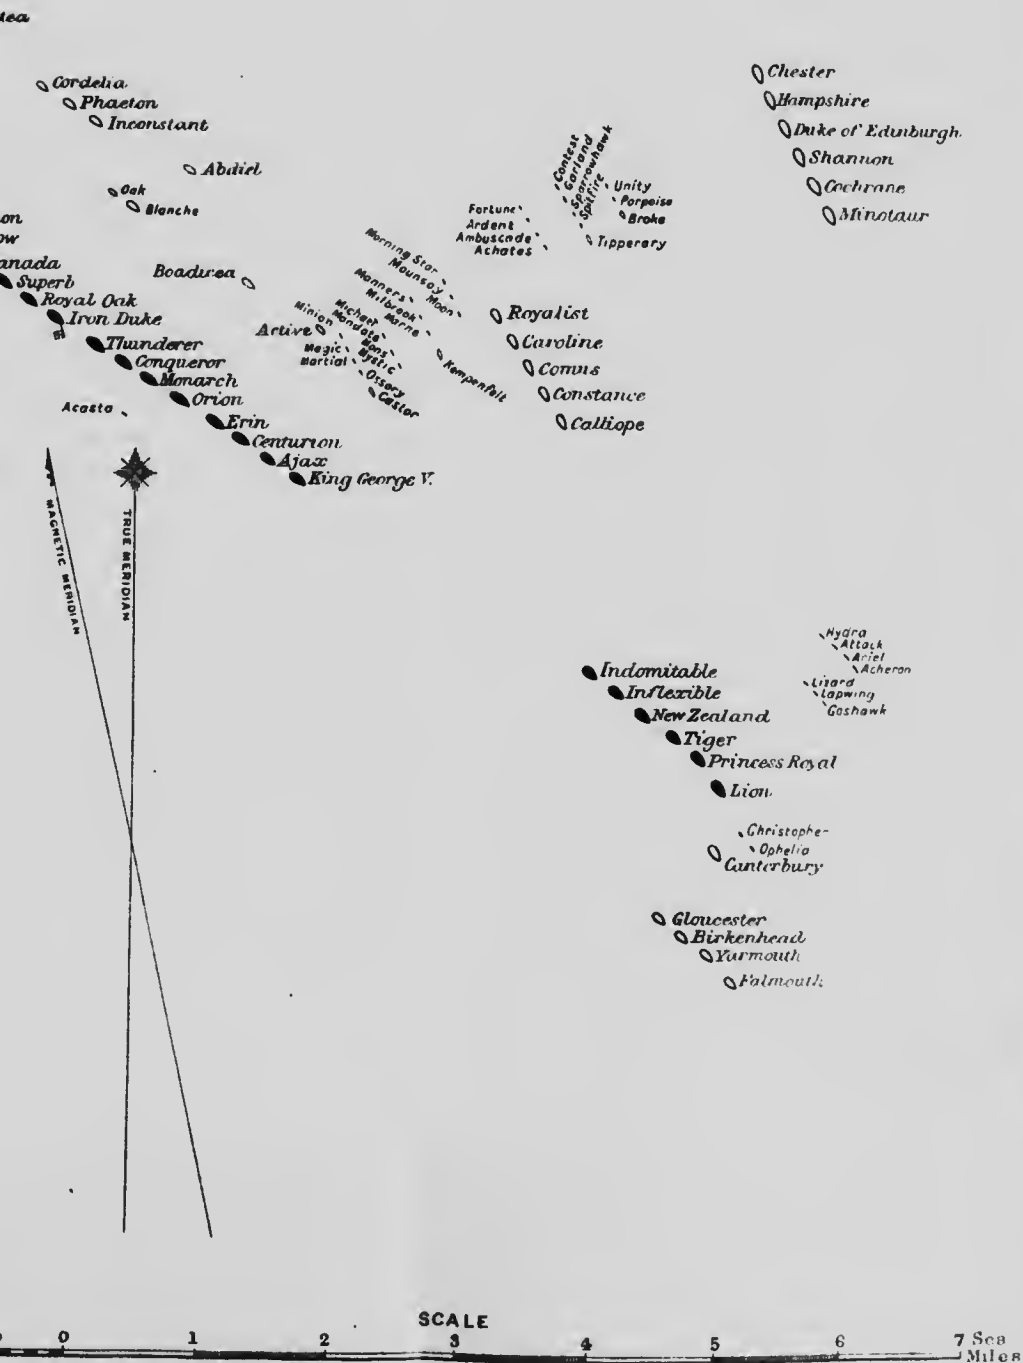 Cordelia
Phaeton
Inconstant
Abdiel
Oak
Blanche
Boadicea
Superb
Royal Oak
Iron Duke
Thunderer
Conqueror
Monarch
Orion
Erin
Centurion
Ajax
King George V.
Acasta
MAGNETIC MERIDIAN
TRUE MERIDIAN
Active
Minion
Michael
Mandate
Magic
Martial
Mons
Mystic
Ossory
Castor
Morning Star
Mounsey
Manners
Moon
Milbrook
Marne
Kempenfelt
Fortune
Ardent
Ambuscade
Achates
Contest
Garland
Sparrowhawk
Spitfire
Unity
Porpoise
Broke
Tipperary
Royalist
Caroline
Comus
Constance
Calliope
Chester
Hampshire
Duke of Edinburgh
Shannon
Cochrane
Minotaur
Hydra
Attack
Ariel
Acheron
Lizard
Lapwing
Goshawk
Indomitable
Inflexible
New Zealand
Tiger
Princess Royal
Lion
Christopher
Ophelia
Canterbury
Gloucester
Birkenhead
Yarmouth
Falmouth
SCALE
0 1 2 3 4 5 6 7 Sea
Miles